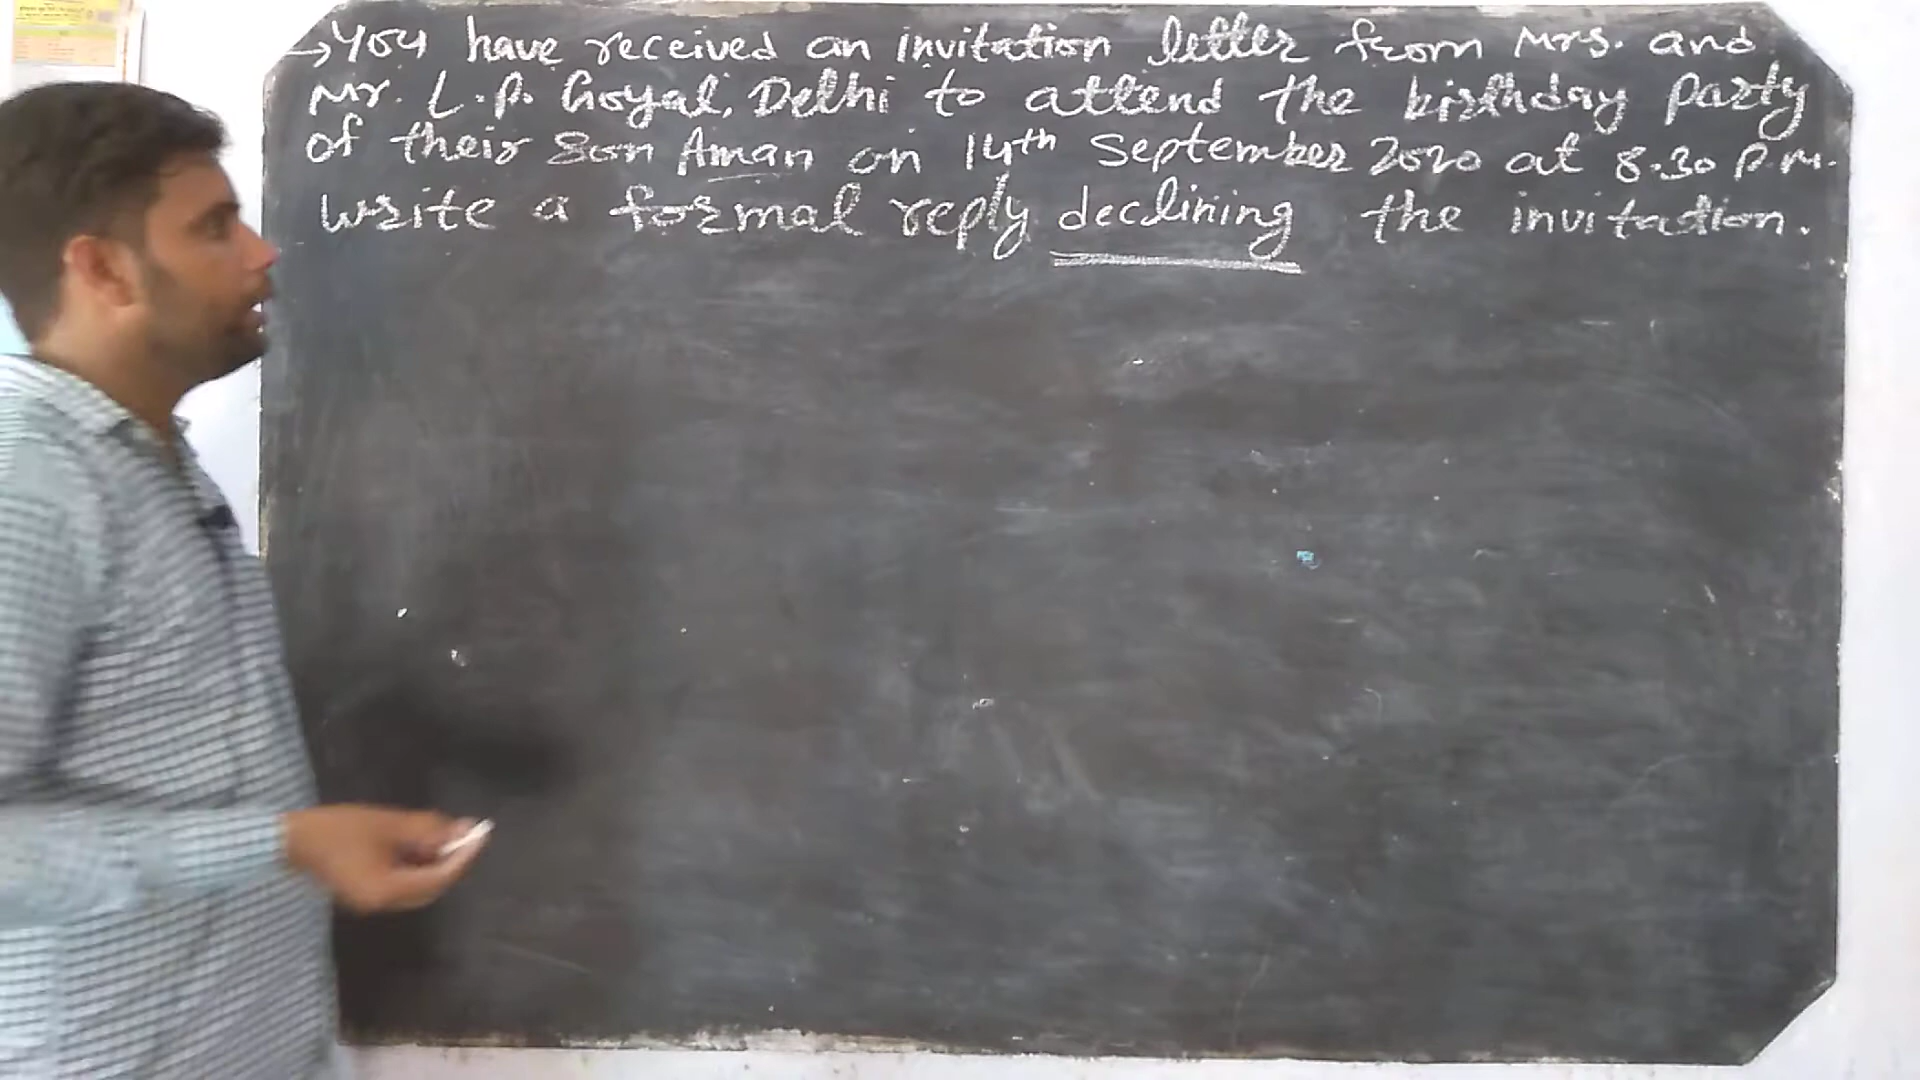 → You have received an invitation letter from Mrs. and
Mr. L.P. Goyal, Delhi to attend the birthday party
of their son Aman on 14th September 2020 at 8.30 P.M.
write a formal reply declining the invitation.